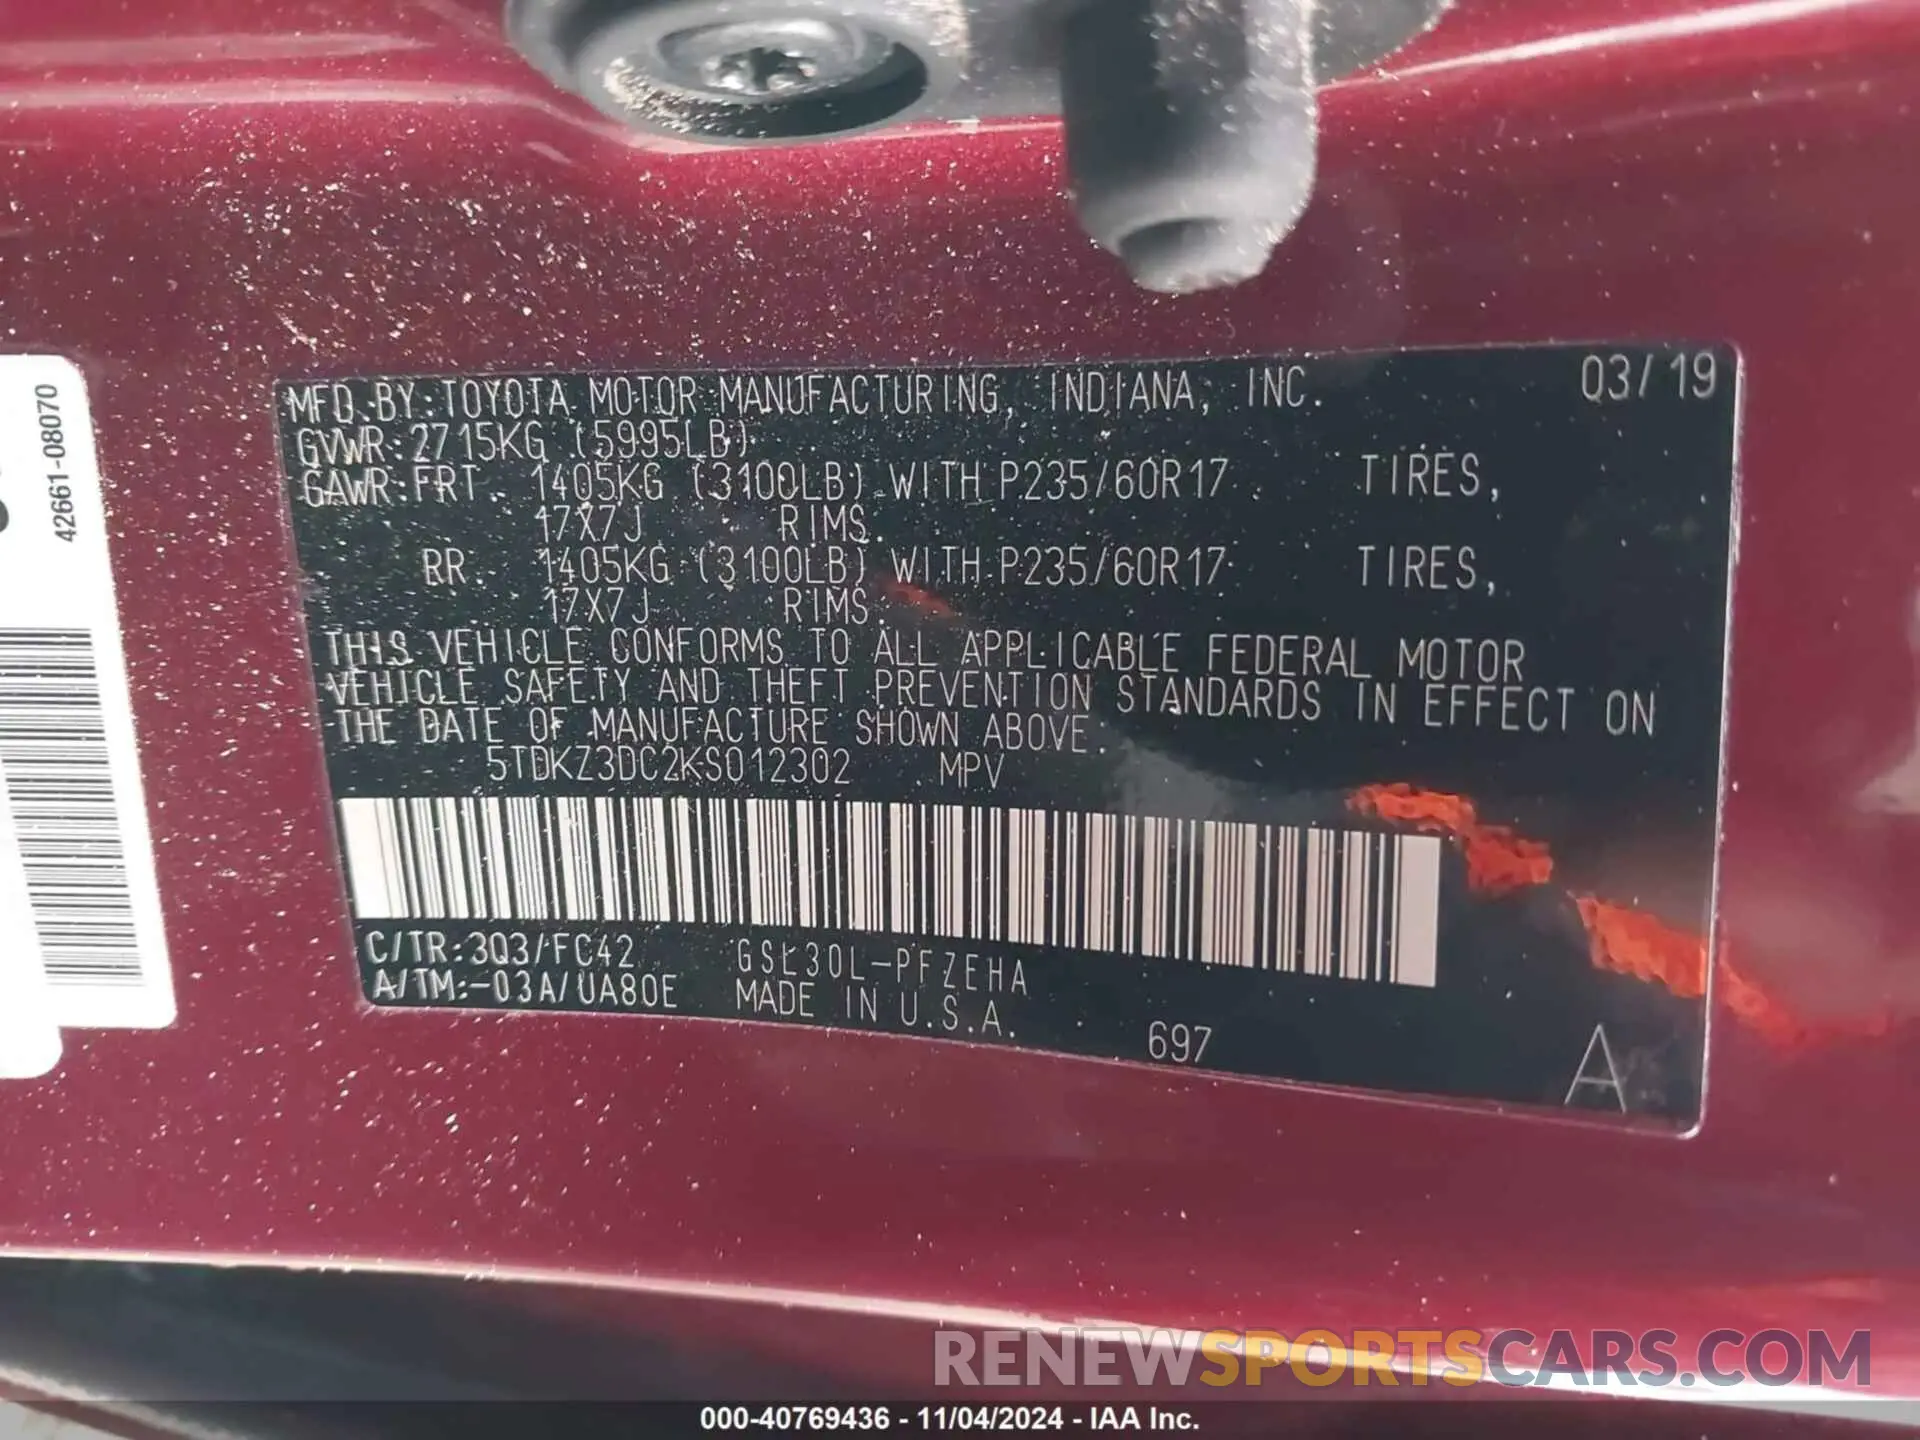 MFD.BY:TOYOTA MOTOR MANUFACTURING, INDIANA, INC. 03/19
GVWR:2715KG (5995LB)
GAWR:FRT. 1405KG (3100LB) WITH P235/60R17 TIRES,
17X7J RIMS.
RR. 1405KG (3100LB) WITH P235/60R17 TIRES,
17X7J RIMS.
THIS VEHICLE CONFORMS TO ALL APPLICABLE FEDERAL MOTOR
VEHICLE SAFETY AND THEFT PREVENTION STANDARDS IN EFFECT ON
THE DATE OF MANUFACTURE SHOWN ABOVE.
5TDKZ3DC2KS012302 MPV
C/TR:3Q3/FC42 GSL30L-PFZEHA
A/TM:-03A/UA80E MADE IN U.S.A.
697
A
42661-08070
RENEWSPORTSCARS.COM
000-40769436 - 11/04/2024 - IAA Inc.